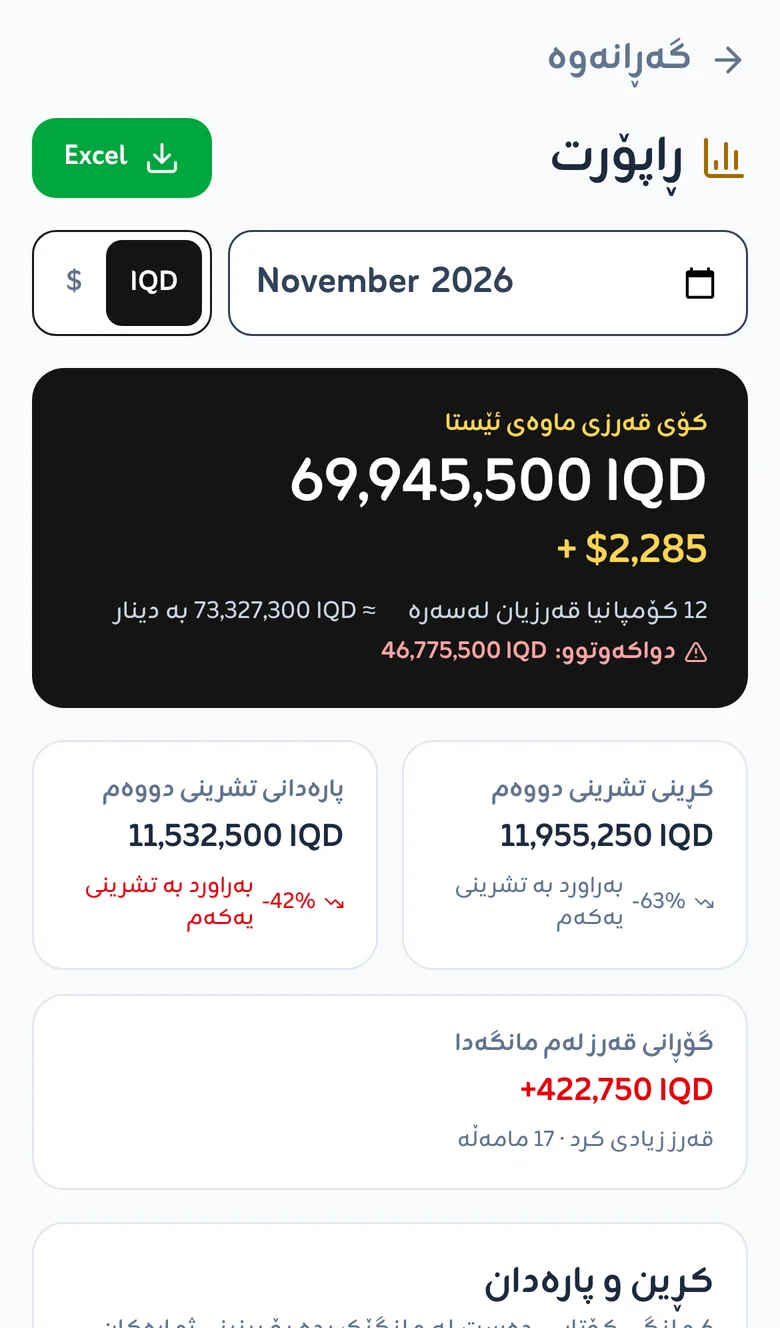 گەڕانەوە
ڕاپۆرت
Excel
November 2026
IQD $
کۆی قەرزی ماوەی ئێستا
69,945,500 IQD
+ $2,285
12 کۆمپانیا قەرزیان لەسەرە ≈ 73,327,300 IQD بە دینار
دواکەوتوو: 46,775,500 IQD
کڕینی تشرینی دووەم
11,955,250 IQD
-63% بەراورد بە تشرینی
یەکەم
پارەدانی تشرینی دووەم
11,532,500 IQD
-42% بەراورد بە تشرینی
یەکەم
گۆڕانی قەرز لەم مانگەدا
+422,750 IQD
قەرز زیادی کرد · 17 مامەڵە
کڕین و پارەدان